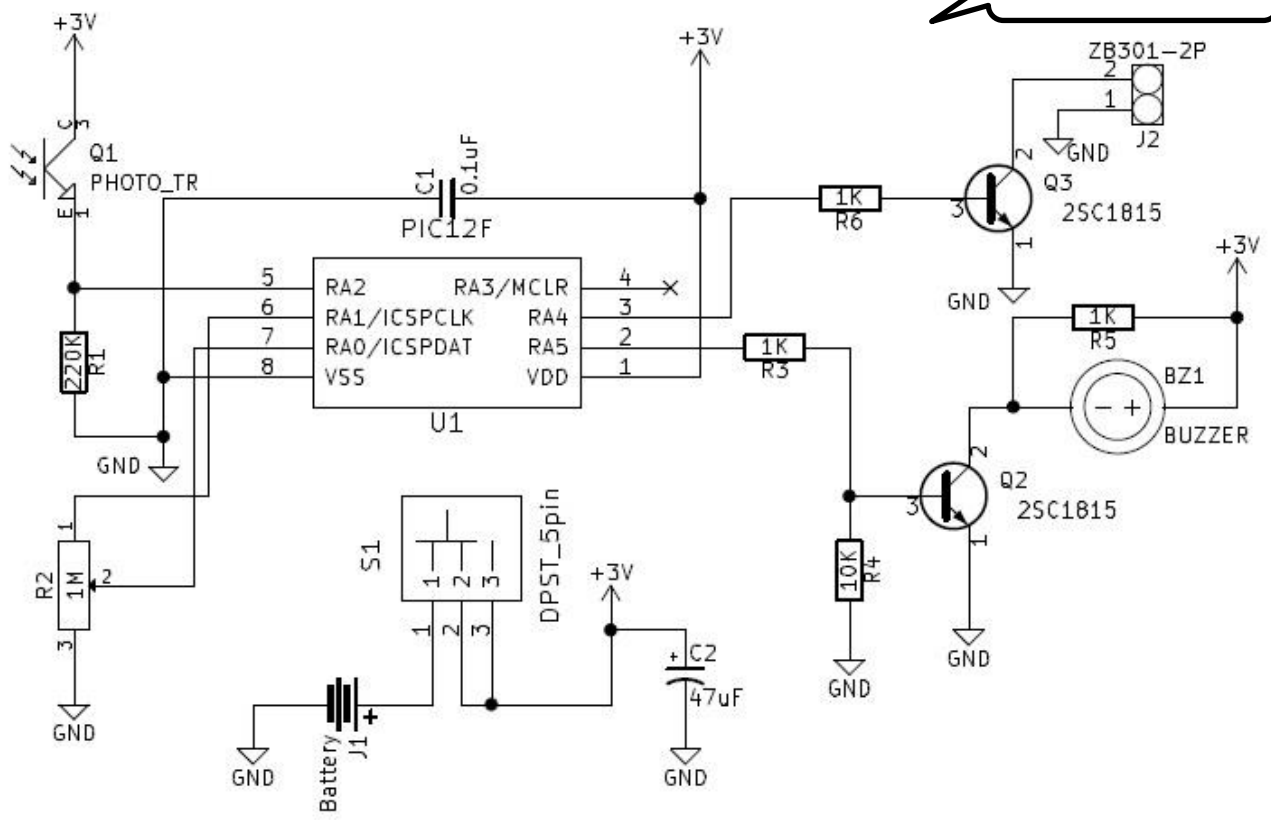 +3V
C
3
Q1
PHOTO_TR
E
1
C1
0.1uF
+3V
ZB301-2P
2
1
J2
GND
2
Q3
2SC1815
3
1
GND
1K
R6
PIC12F
5
RA2
RA3/MCLR
4
6
RA1/ICSPCLK
RA4
3
7
RA0/ICSPDAT
RA5
2
8
VSS
VDD
1
U1
220K
R1
GND
1K
R3
+3V
1K
R5
BZ1
- +
BUZZER
2
Q2
2SC1815
3
1
GND
10K
R4
GND
1
R2
1M
2
3
GND
S1
1 2 3
DPST_5pin
1
2
3
+3V
+
C2
47uF
GND
GND
Battery
J1
+